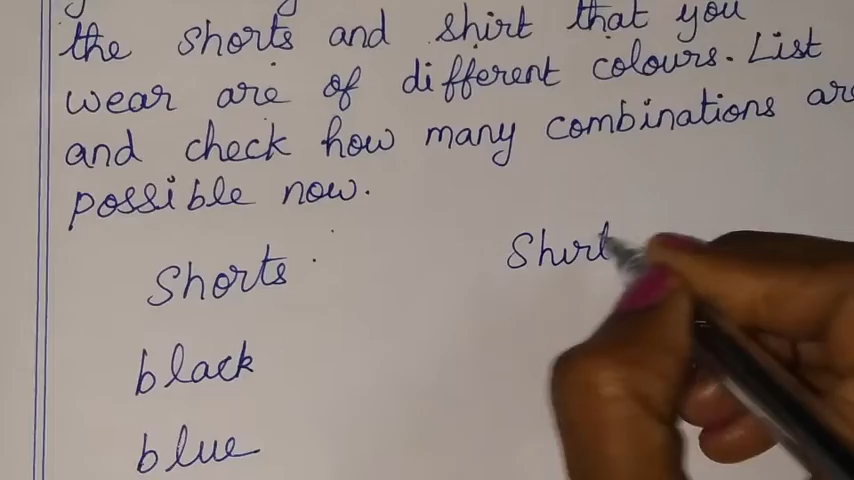 the shorts and shirt that you
wear are of different colours. List
and check how many combinations are
possible now.
Shorts
Shirt
black
blue